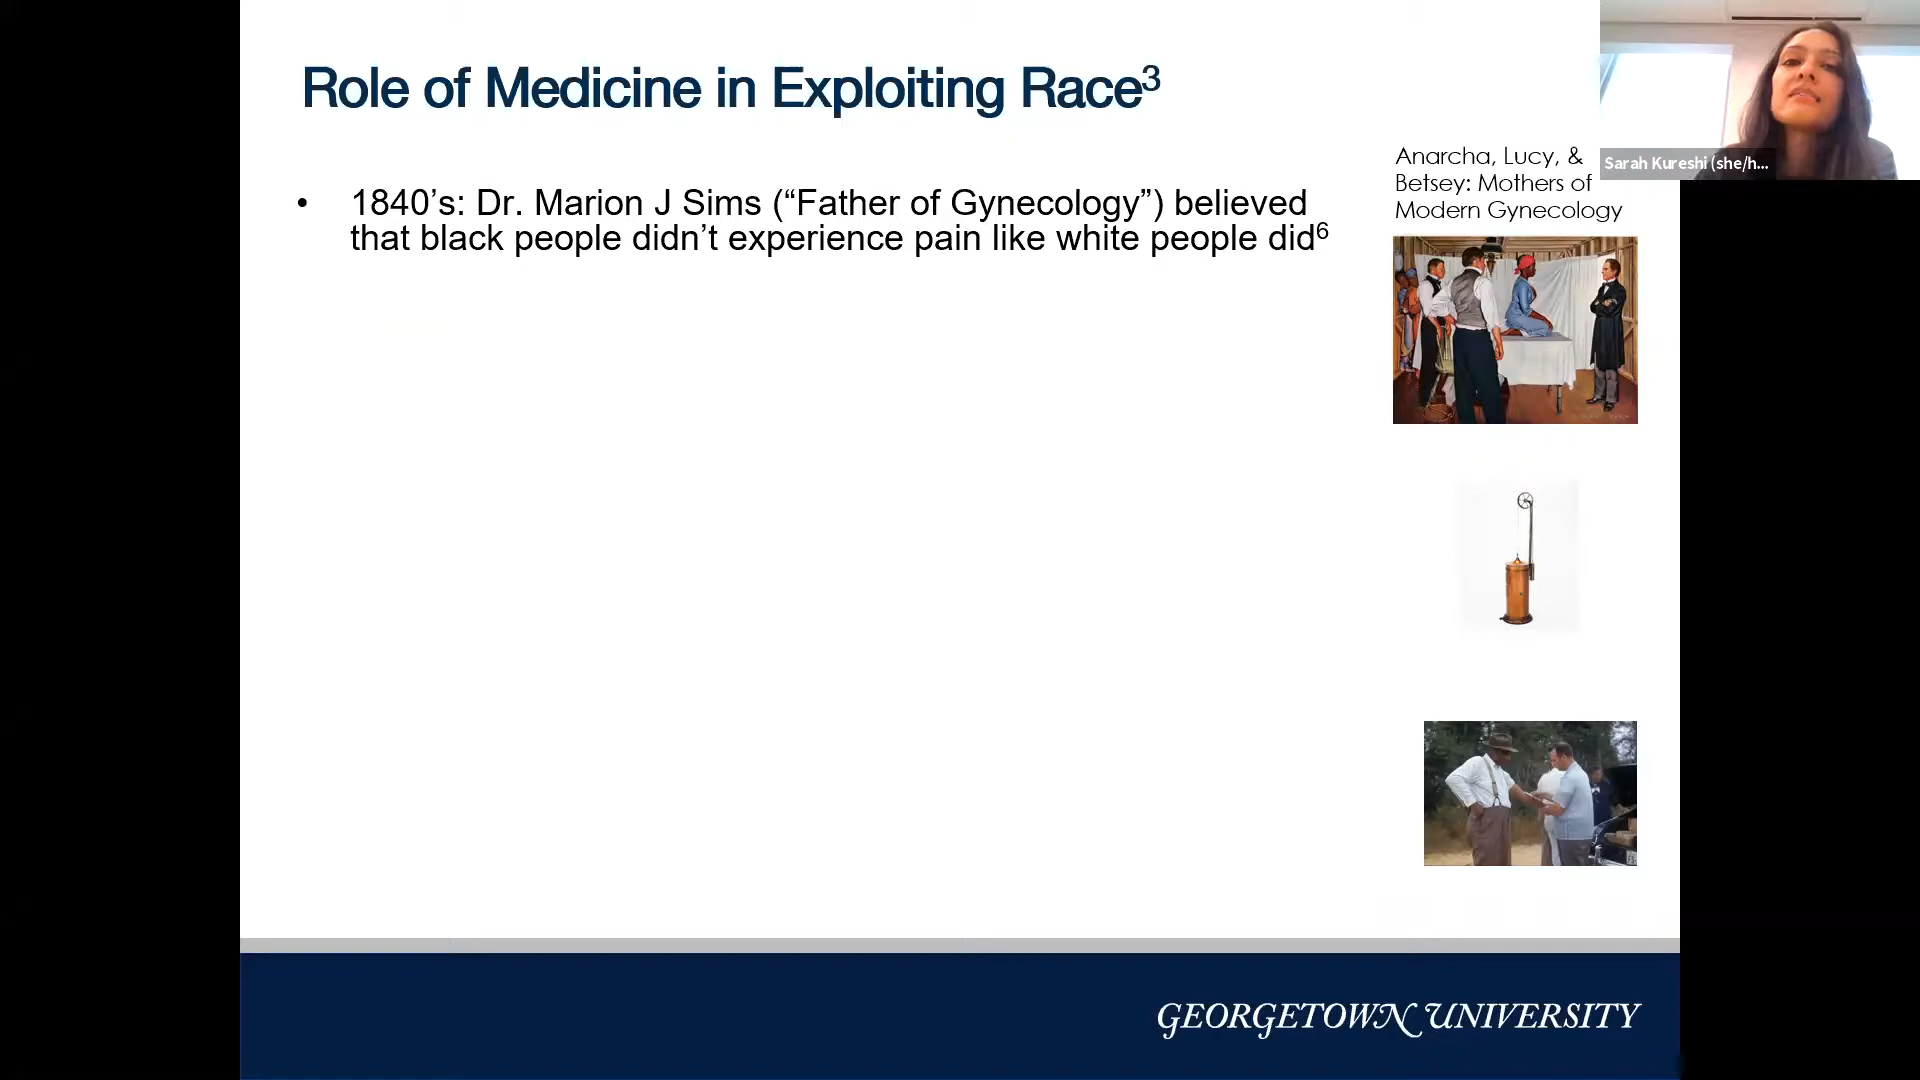 Role of Medicine in Exploiting Race3
Anarcha, Lucy, &
Betsey: Mothers of
Modern Gynecology
Sarah Kureshi (she/h...
• 1840’s: Dr. Marion J Sims (“Father of Gynecology”) believed
that black people didn’t experience pain like white people did6
GEORGETOWN UNIVERSITY